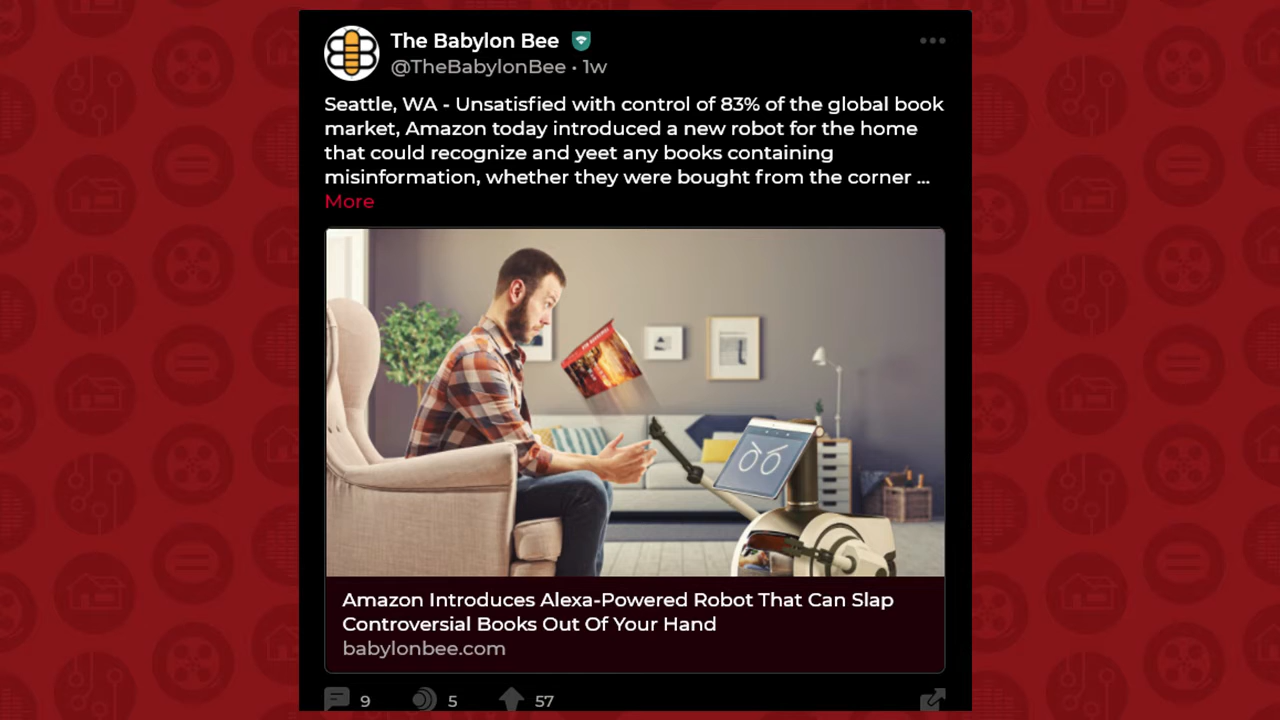 The Babylon Bee
@TheBabylonBee · 1w
Seattle, WA - Unsatisfied with control of 83% of the global book
market, Amazon today introduced a new robot for the home
that could recognize and yeet any books containing
misinformation, whether they were bought from the corner ...
More
Amazon Introduces Alexa-Powered Robot That Can Slap
Controversial Books Out Of Your Hand
babylonbee.com
9 5 57